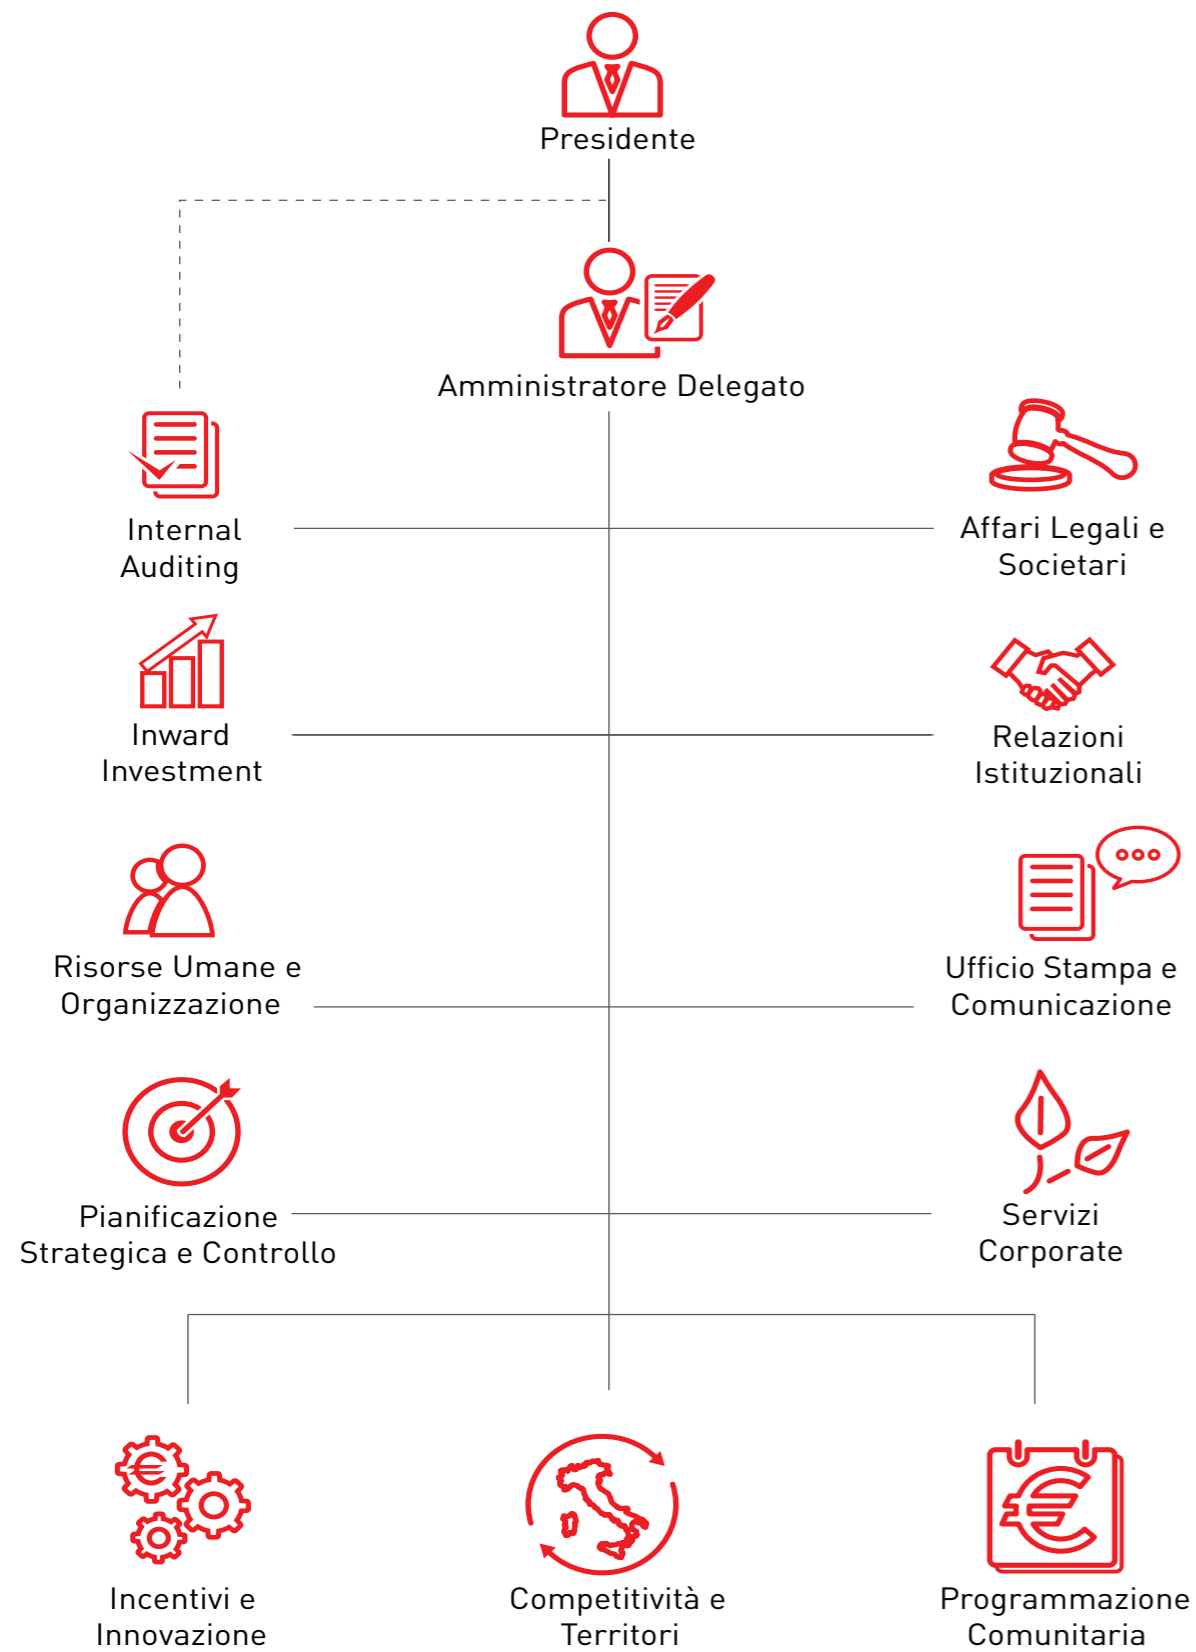 Presidente
Amministratore Delegato
Internal
Auditing
Affari Legali e
Societari
Inward
Investment
Relazioni
Istituzionali
Risorse Umane e
Organizzazione
Ufficio Stampa e
Comunicazione
Pianificazione
Strategica e Controllo
Servizi
Corporate
Incentivi e
Innovazione
Competitività e
Territori
Programmazione
Comunitaria